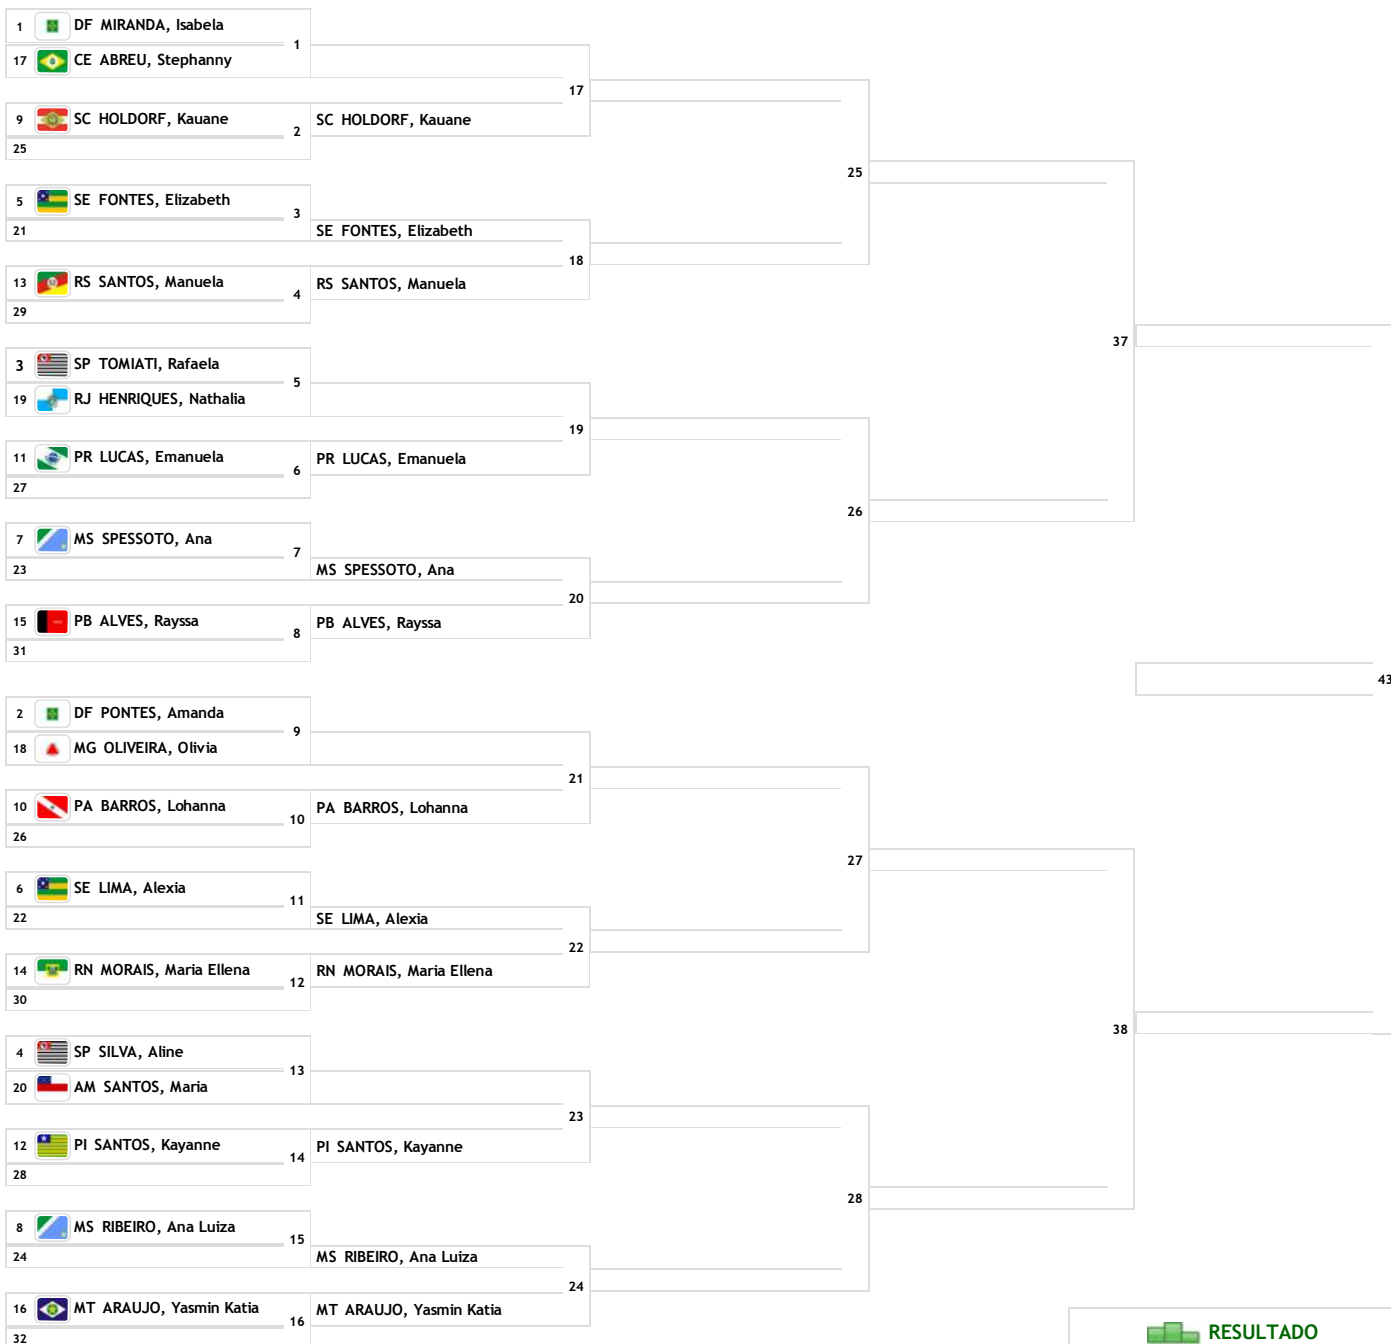 1 DF MIRANDA, Isabela
1
17 CE ABREU, Stephanny
17
9 SC HOLDORF, Kauane
2 SC HOLDORF, Kauane
25
25
5 SE FONTES, Elizabeth
3
21
SE FONTES, Elizabeth
18
13 RS SANTOS, Manuela
4 RS SANTOS, Manuela
29
37
3 SP TOMIATI, Rafaela
5
19 RJ HENRIQUES, Nathalia
19
11 PR LUCAS, Emanuela
6 PR LUCAS, Emanuela
27
26
7 MS SPESSOTO, Ana
7
23
MS SPESSOTO, Ana
20
15 PB ALVES, Rayssa
8 PB ALVES, Rayssa
31
43
2 DF PONTES, Amanda
9
18 MG OLIVEIRA, Olivia
21
10 PA BARROS, Lohanna
10 PA BARROS, Lohanna
26
27
6 SE LIMA, Alexia
11
22
SE LIMA, Alexia
22
14 RN MORAIS, Maria Ellena
12 RN MORAIS, Maria Ellena
30
38
4 SP SILVA, Aline
13
20 AM SANTOS, Maria
23
12 PI SANTOS, Kayanne
14 PI SANTOS, Kayanne
28
28
8 MS RIBEIRO, Ana Luiza
15
24
MS RIBEIRO, Ana Luiza
24
16 MT ARAUJO, Yasmin Katia
16 MT ARAUJO, Yasmin Katia
32
RESULTADO